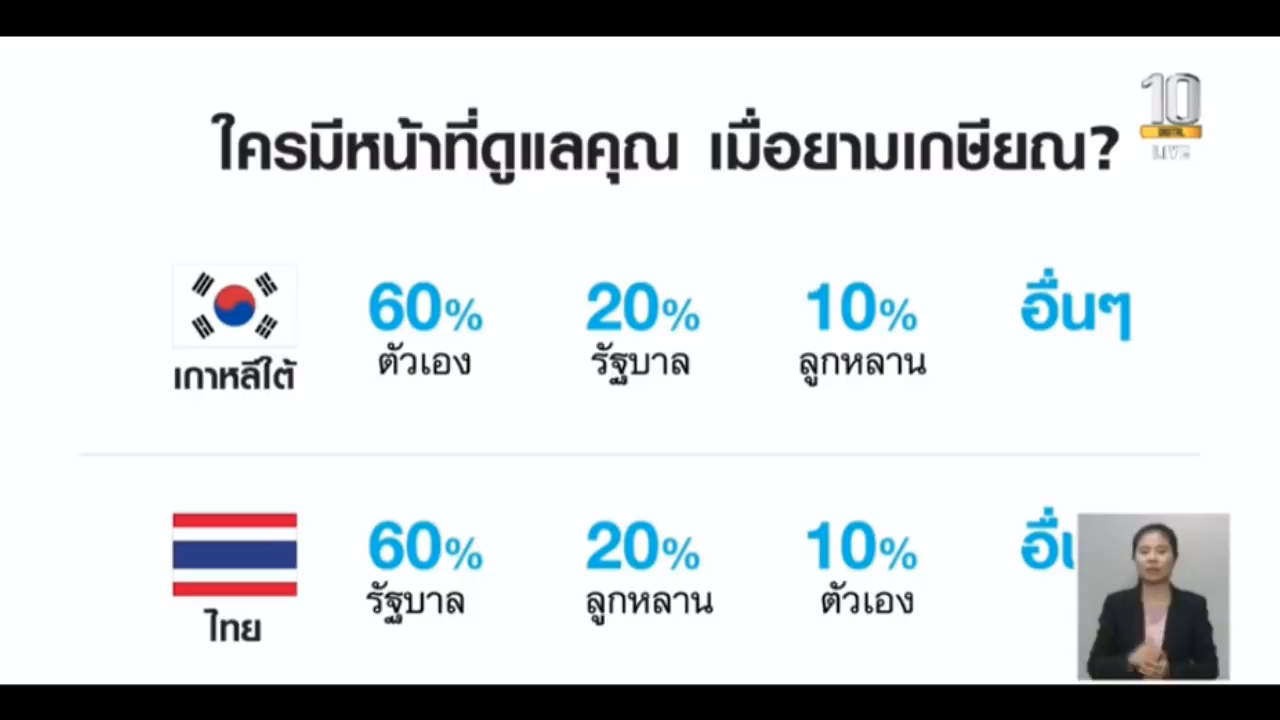 ใครมีหน้าที่ดูแลคุณ เมื่อยามเกษียณ?
10
DIGITAL
LIVE
60% 20% 10% อื่นๆ
ตัวเอง รัฐบาล ลูกหลาน
เกาหลีใต้
60% 20% 10%
รัฐบาล ลูกหลาน ตัวเอง
ไทย